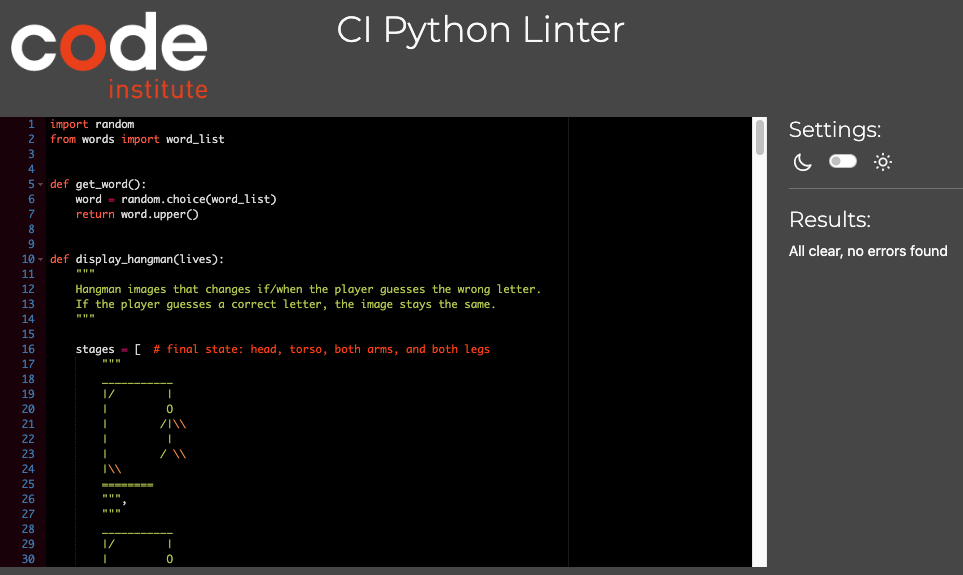 code
institute
CI Python Linter
1 import random
2 from words import word_list
3
4
5 def get_word():
6     word = random.choice(word_list)
7     return word.upper()
8
9
10 def display_hangman(lives):
11     """
12     Hangman images that changes if/when the player guesses the wrong letter.
13     If the player guesses a correct letter, the image stays the same.
14     """
15
16     stages = [  # final state: head, torso, both arms, and both legs
17         """
18         ___________
19         |/        |
20         |         O
21         |        /|\\
22         |         |
23         |        / \\
24         |\\
25         ========
26         """,
27         """
28         ___________
29         |/        |
30         |         O
Settings:
Results:
All clear, no errors found